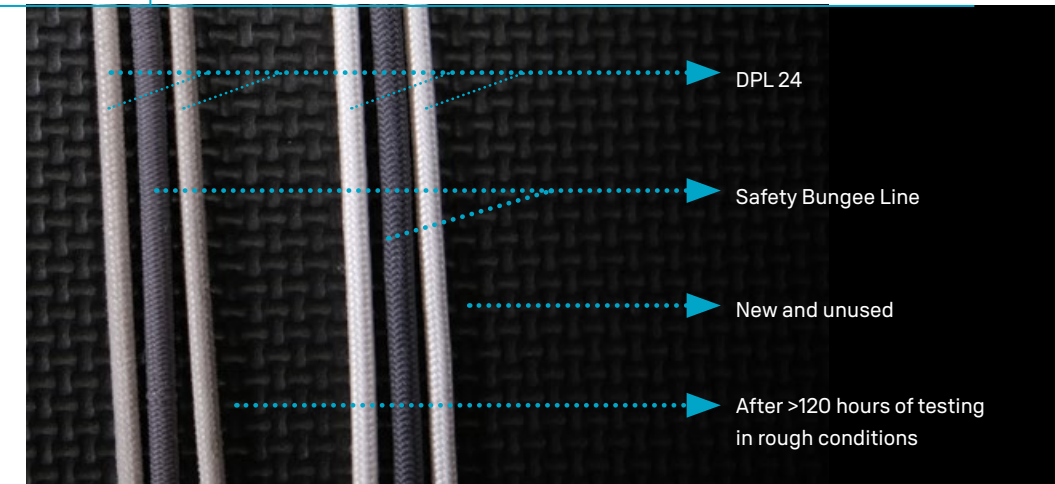 DPL 24
Safety Bungee Line
New and unused
After >120 hours of testing
in rough conditions